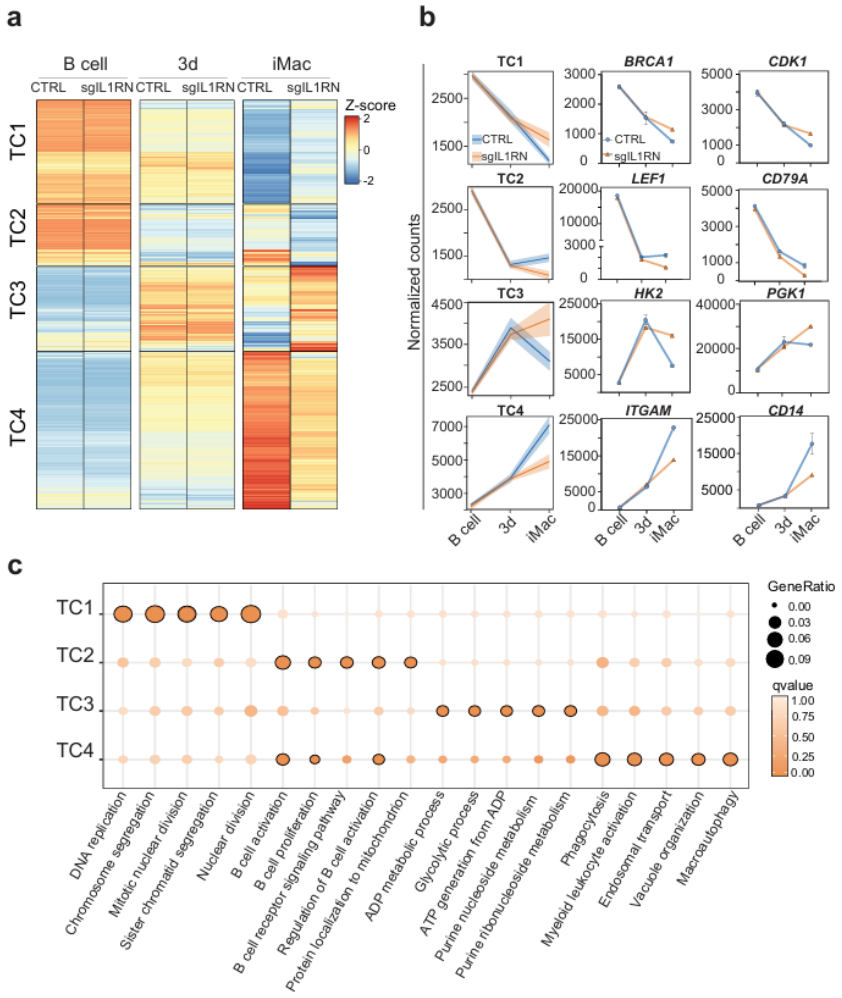 a
B cell 3d iMac
CTRL sgIL1RN CTRL sgIL1RN CTRL sgIL1RN
Z-score
2
0
-2
TC1
TC2
TC3
TC4
b
Normalized counts
TC1 BRCA1 CDK1
2500
1500
CTRL
sgIL1RN
3000
2000
1000
0
CTRL
sgIL1RN
5000
4000
2000
0
TC2 LEF1 CD79A
2500
1500
20000
10000
3000
0
5000
4000
2000
0
TC3 HK2 PGK1
4500
3500
2500
25000
15000
5000
40000
20000
0
TC4 ITGAM CD14
7000
5000
3000
25000
15000
5000
0
25000
15000
5000
0
B cell 3d iMac B cell 3d iMac B cell 3d iMac
c
TC1
TC2
TC3
TC4
GeneRatio
0.00
0.03
0.06
0.09
qvalue
1.00
0.75
0.50
0.25
0.00
DNA replication
Chromosome segregation
Mitotic nuclear division
Sister chromatid segregation
Nuclear division
B cell activation
B cell proliferation
B cell receptor signaling pathway
Regulation of B cell activation
Protein localization to mitochondrion
ADP metabolic process
Glycolytic process
ATP generation from ADP
Purine nucleoside metabolism
Purine ribonucleoside metabolism
Phagocytosis
Myeloid leukocyte activation
Endosomal transport
Vacuole organization
Macroautophagy